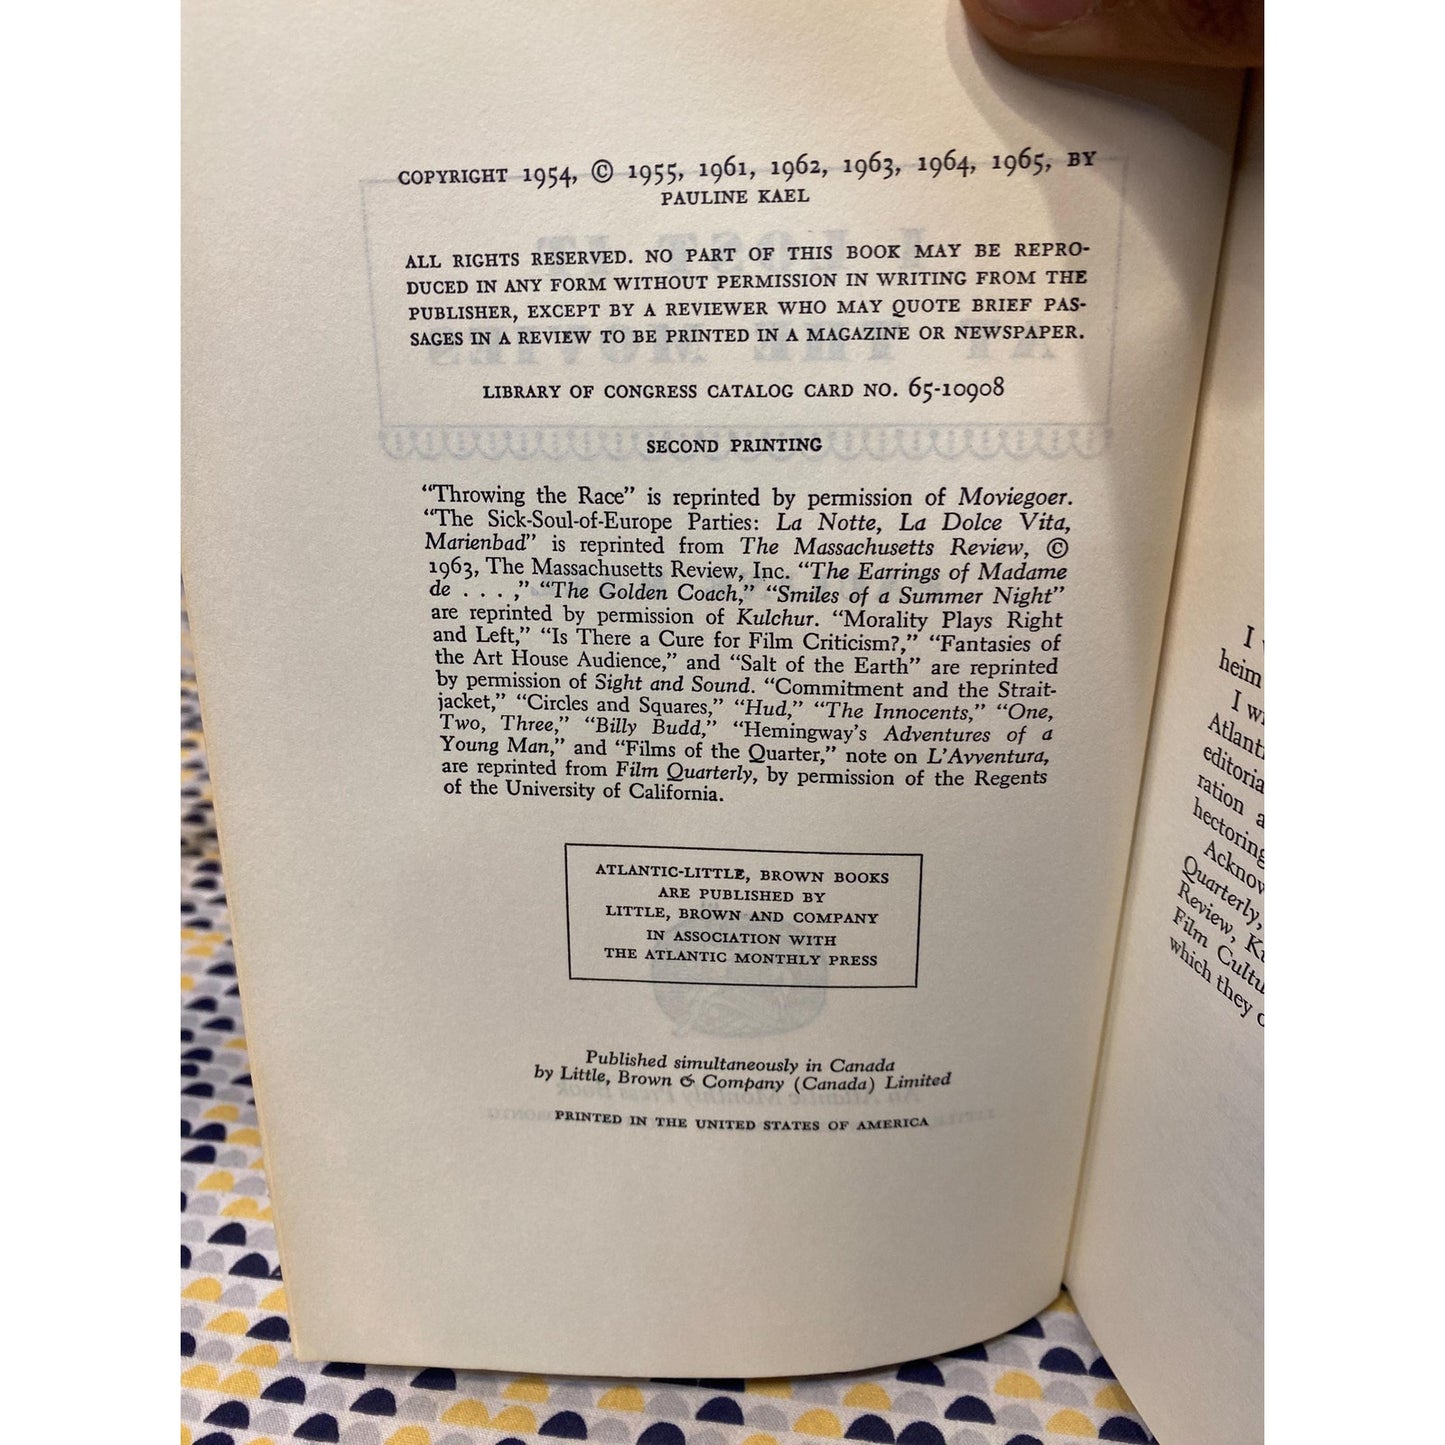 COPYRIGHT 1954, © 1955, 1961, 1962, 1963, 1964, 1965, BY
PAULINE KAEL
ALL RIGHTS RESERVED. NO PART OF THIS BOOK MAY BE REPRO-
DUCED IN ANY FORM WITHOUT PERMISSION IN WRITING FROM THE
PUBLISHER, EXCEPT BY A REVIEWER WHO MAY QUOTE BRIEF PAS-
SAGES IN A REVIEW TO BE PRINTED IN A MAGAZINE OR NEWSPAPER.
LIBRARY OF CONGRESS CATALOG CARD NO. 65-10908
SECOND PRINTING
“Throwing the Race” is reprinted by permission of Moviegoer.
“The Sick-Soul-of-Europe Parties: La Notte, La Dolce Vita,
Marienbad” is reprinted from The Massachusetts Review, ©
1963, The Massachusetts Review, Inc. “The Earrings of Madame
de . . . ,” “The Golden Coach,” “Smiles of a Summer Night”
are reprinted by permission of Kulchur. “Morality Plays Right
and Left,” “Is There a Cure for Film Criticism?,” “Fantasies of
the Art House Audience,” and “Salt of the Earth” are reprinted
by permission of Sight and Sound. “Commitment and the Strait-
jacket,” “Circles and Squares,” “Hud,” “The Innocents,” “One,
Two, Three,” “Billy Budd,” “Hemingway’s Adventures of a
Young Man,” and “Films of the Quarter,” note on L’Avventura,
are reprinted from Film Quarterly, by permission of the Regents
of the University of California.
ATLANTIC-LITTLE, BROWN BOOKS
ARE PUBLISHED BY
LITTLE, BROWN AND COMPANY
IN ASSOCIATION WITH
THE ATLANTIC MONTHLY PRESS
Published simultaneously in Canada
by Little, Brown & Company (Canada) Limited
PRINTED IN THE UNITED STATES OF AMERICA
I
heim
I
editoria
ration
hectoring
Acknow
Quarterly,
Review,
Film Cultu
which they